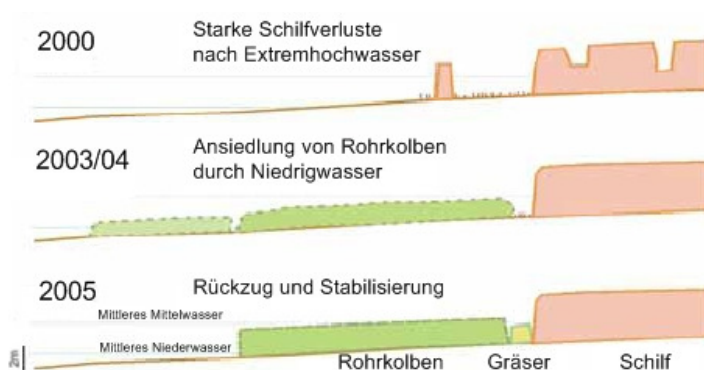 2000
Starke Schilfverluste
nach Extremhochwasser
2003/04
Ansiedlung von Rohrkolben
durch Niedrigwasser
2005
Rückzug und Stabilisierung
Mittleres Mittelwasser
Mittleres Niederwasser
2m
Rohrkolben Gräser Schilf